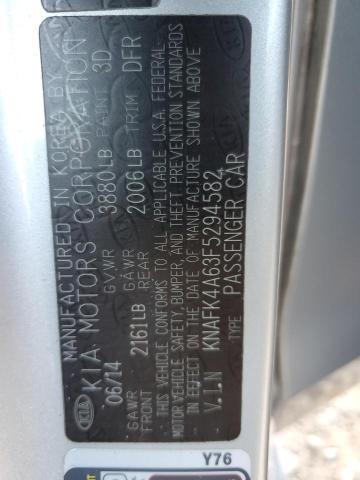 MANUFACTURED IN KOREA BY
KIA KIA MOTORS CORPORATION
06/14 GVWR 3880LB PAINT 3D
GAWR FRONT 2161LB GAWR REAR 2006LB TRIM DFR
THIS VEHICLE CONFORMS TO ALL APPLICABLE U.S.A. FEDERAL
MOTOR VEHICLE SAFETY, BUMPER, AND THEFT PREVENTION STANDARDS
IN EFFECT ON THE DATE OF MANUFACTURE SHOWN ABOVE.
V.I.N KNAFK4A63F5294582
TYPE PASSENGER CAR
Y76